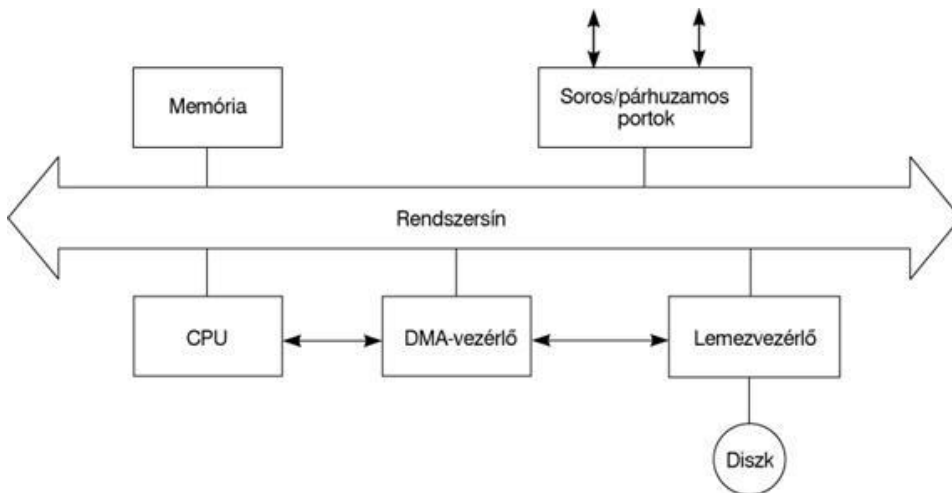 Memória
Soros/párhuzamos
portok
Rendszersín
CPU
DMA-vezérlő
Lemezvezérlő
Diszk